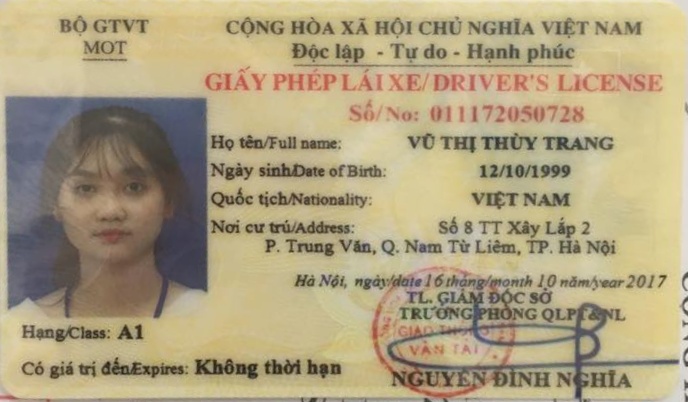 BỘ GTVT
MOT
CỘNG HÒA XÃ HỘI CHỦ NGHĨA VIỆT NAM
Độc lập - Tự do - Hạnh phúc
GIẤY PHÉP LÁI XE/DRIVER'S LICENSE
Số/No: 011172050728
Họ tên/Full name: VŨ THỊ THÙY TRANG
Ngày sinh/Date of Birth: 12/10/1999
Quốc tịch/Nationality: VIỆT NAM
Nơi cư trú/Address: Số 8 TT Xây Lắp 2
P. Trung Văn, Q. Nam Từ Liêm, TP. Hà Nội
Hà Nội, ngày/date 16 tháng/month 10 năm/year 2017
TL. GIÁM ĐỐC SỞ
TRƯỞNG PHÒNG QLPT&NL
GIAO THÔNG
VẬN TẢI
Hạng/Class: A1
Có giá trị đến/Expires: Không thời hạn
NGUYỄN ĐÌNH NGHĨA